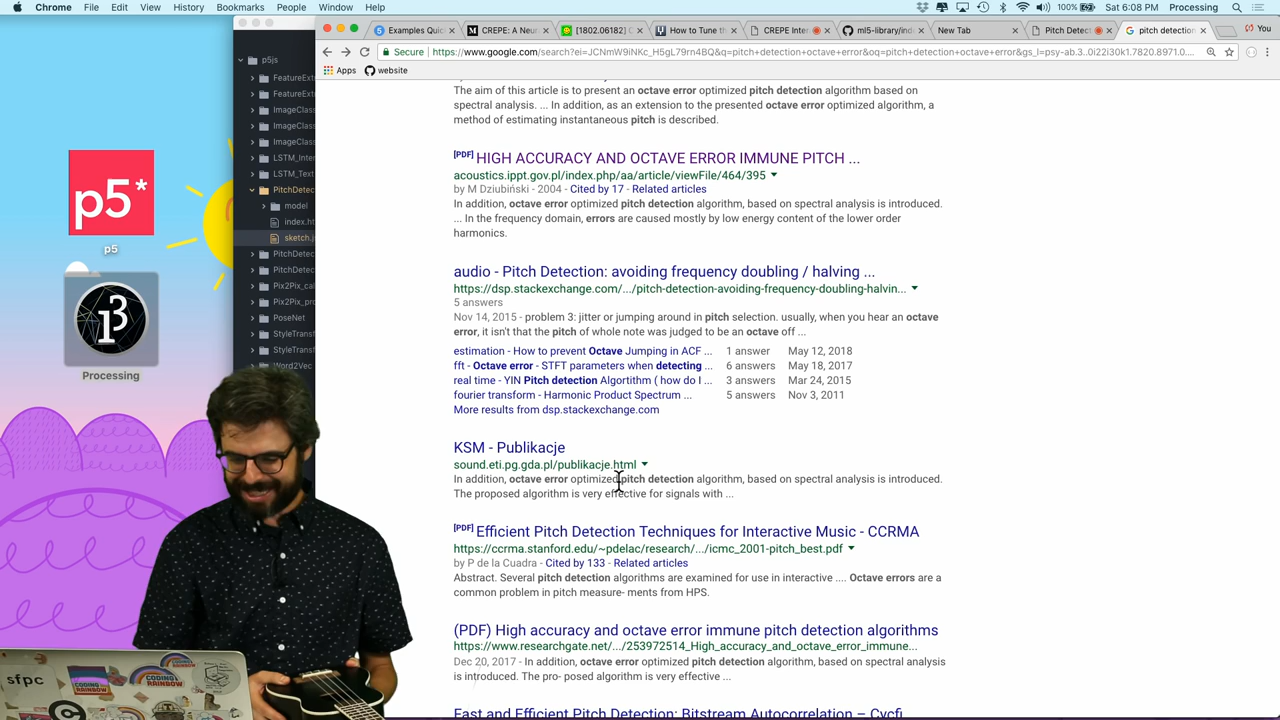 Chrome File Edit View History Bookmarks People Window Help 100% Sat 6:08 PM Processing
Examples Quick
CREPE: A Neu
[1802.06182] C
How to Tune th
CREPE Inter
ml5-library/ind
New Tab
Pitch Detect
pitch detection
You
Secure https://www.google.com/search?ei=JCNmW9iNKc_H5gL79rn4BQ&q=pitch+detection+octave+error&oq=pitch+detection+octave+error&gs_l=psy-ab.3..0i22i30k1.7820.8971.0....
Apps website
p5js
FeatureExt
FeatureExt
ImageClass
ImageClass
ImageClass
LSTM_Inter
LSTM_Text
PitchDetec
model
index.ht
sketch.j
PitchDetec
PitchDetec
Pix2Pix_cal
Pix2Pix_pro
PoseNet
StyleTransf
StyleTransf
Word2Vec
p5*
p5
i3
Processing
The aim of this article is to present an octave error optimized pitch detection algorithm based on
spectral analysis. ... In addition, as an extension to the presented octave error optimized algorithm, a
method of estimating instantaneous pitch is described.
[PDF] HIGH ACCURACY AND OCTAVE ERROR IMMUNE PITCH ...
acoustics.ippt.gov.pl/index.php/aa/article/viewFile/464/395
by M Dziubiński - 2004 - Cited by 17 - Related articles
In addition, octave error optimized pitch detection algorithm, based on spectral analysis is introduced.
... In the frequency domain, errors are caused mostly by low energy content of the lower order
harmonics.
audio - Pitch Detection: avoiding frequency doubling / halving ...
https://dsp.stackexchange.com/.../pitch-detection-avoiding-frequency-doubling-halvin...
5 answers
Nov 14, 2015 - problem 3: jitter or jumping around in pitch selection. usually, when you hear an octave
error, it isn't that the pitch of whole note was judged to be an octave off ...
estimation - How to prevent Octave Jumping in ACF ... 1 answer May 12, 2018
fft - Octave error - STFT parameters when detecting ... 6 answers May 18, 2017
real time - YIN Pitch detection Algortithm ( how do I ... 3 answers Mar 24, 2015
fourier transform - Harmonic Product Spectrum ... 5 answers Nov 3, 2011
More results from dsp.stackexchange.com
KSM - Publikacje
sound.eti.pg.gda.pl/publikacje.html
In addition, octave error optimized pitch detection algorithm, based on spectral analysis is introduced.
The proposed algorithm is very effective for signals with ...
[PDF] Efficient Pitch Detection Techniques for Interactive Music - CCRMA
https://ccrma.stanford.edu/~pdelac/research/.../icmc_2001-pitch_best.pdf
by P de la Cuadra - Cited by 133 - Related articles
Abstract. Several pitch detection algorithms are examined for use in interactive .... Octave errors are a
common problem in pitch measure- ments from HPS.
(PDF) High accuracy and octave error immune pitch detection algorithms
https://www.researchgate.net/.../253972514_High_accuracy_and_octave_error_immune...
Dec 20, 2017 - In addition, octave error optimized pitch detection algorithm, based on spectral analysis
is introduced. The pro- posed algorithm is very effective ...
Fast and Efficient Pitch Detection: Bitstream Autocorrelation – Cycfi
sfpc
CODING RAINBOW
CODING RAINBOW